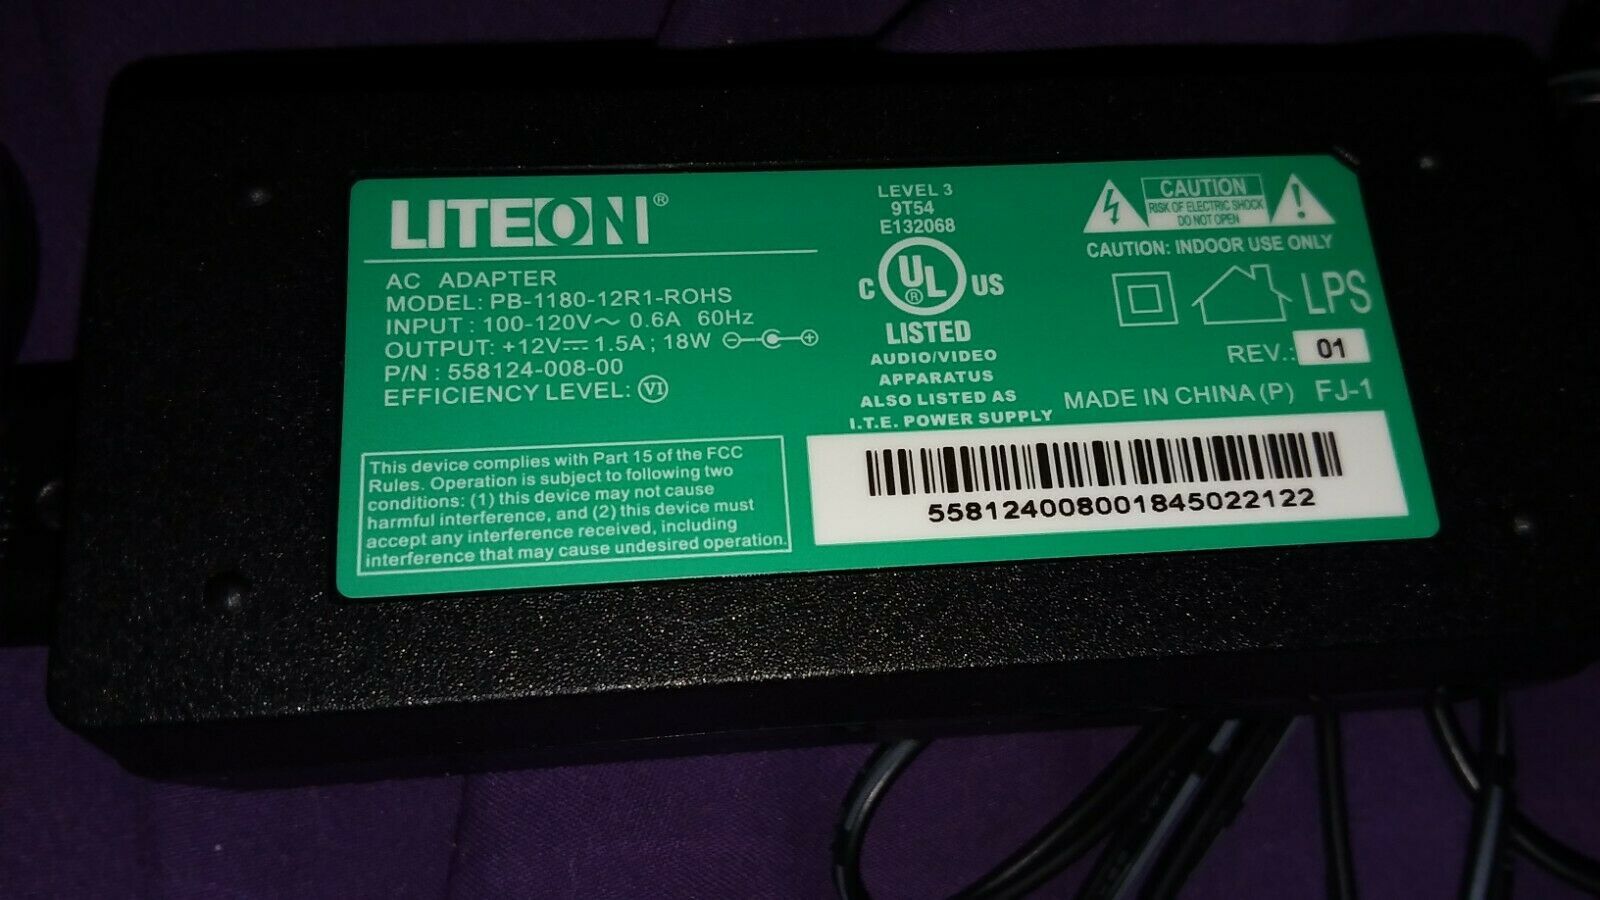 LITEON®
AC ADAPTER
MODEL: PB-1180-12R1-ROHS
INPUT : 100-120V~ 0.6A 60Hz
OUTPUT: +12V⎓ 1.5A ; 18W
P/N : 558124-008-00
EFFICIENCY LEVEL: VI
This device complies with Part 15 of the FCC
Rules. Operation is subject to following two
conditions: (1) this device may not cause
harmful interference, and (2) this device must
accept any interference received, including
interference that may cause undesired operation.
LEVEL 3
9T54
E132068
C UL® US
LISTED
AUDIO/VIDEO
APPARATUS
ALSO LISTED AS
I.T.E. POWER SUPPLY
CAUTION
RISK OF ELECTRIC SHOCK
DO NOT OPEN
CAUTION: INDOOR USE ONLY
LPS
REV.: 01
MADE IN CHINA (P) FJ-1
558124008001845022122